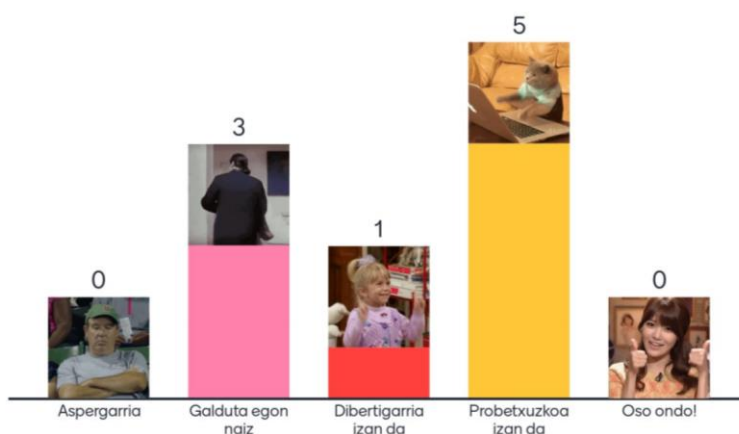 5
3
1
0
0
Aspergarria
Galduta egon
naiz
Dibertigarria
izan da
Probetxuzkoa
izan da
Oso ondo!